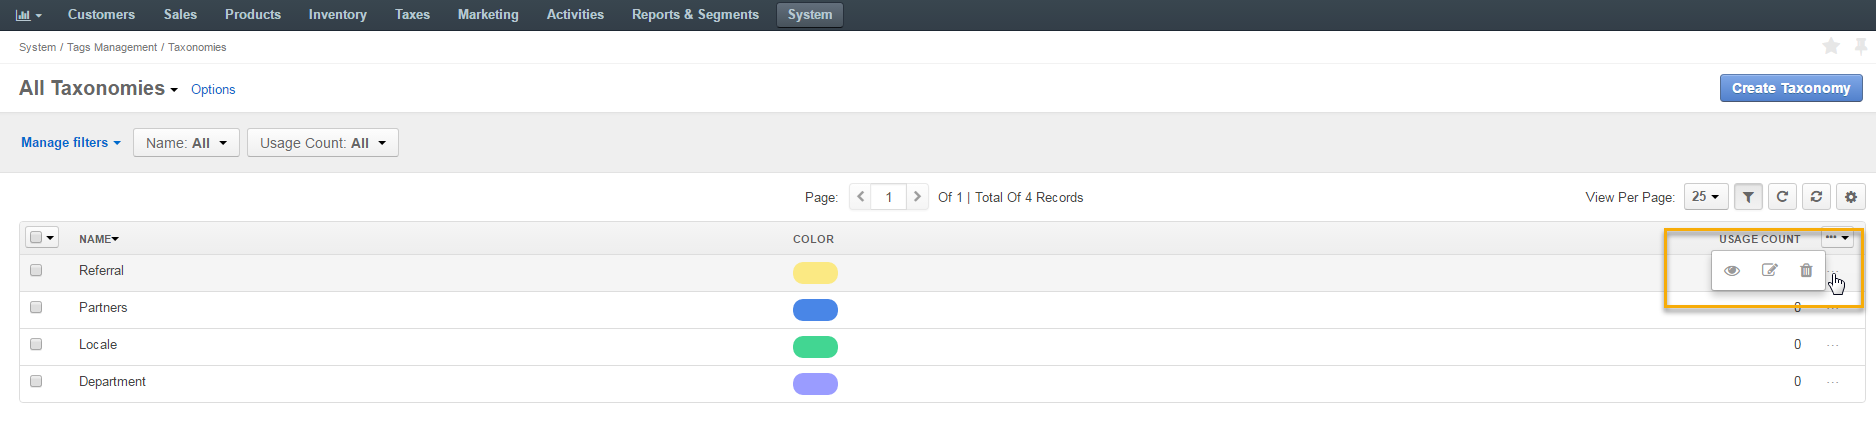 Customers Sales Products Inventory Taxes Marketing Activities Reports & Segments System
System / Tags Management / Taxonomies
All Taxonomies Options Create Taxonomy
Manage filters Name: All Usage Count: All
Page: 1 Of 1 | Total Of 4 Records View Per Page: 25
NAME COLOR USAGE COUNT ...
Referral ...
Partners 0 ...
Locale 0 ...
Department 0 ...